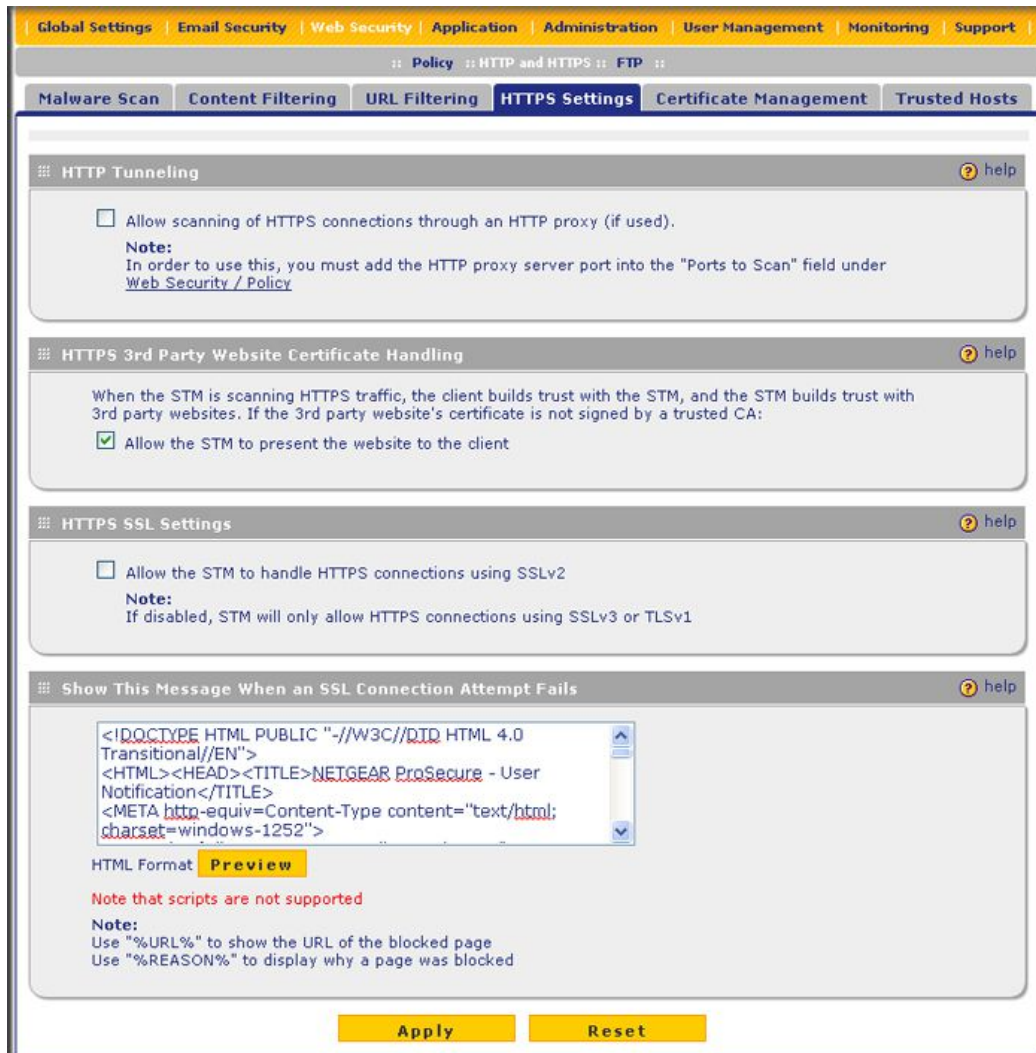 Global Settings | Email Security | Web Security | Application | Administration | User Management | Monitoring | Support
:: Policy :: HTTP and HTTPS :: FTP ::
Malware Scan Content Filtering URL Filtering HTTPS Settings Certificate Management Trusted Hosts
HTTP Tunneling ? help
Allow scanning of HTTPS connections through an HTTP proxy (if used).
Note:
In order to use this, you must add the HTTP proxy server port into the "Ports to Scan" field under
Web Security / Policy
HTTPS 3rd Party Website Certificate Handling ? help
When the STM is scanning HTTPS traffic, the client builds trust with the STM, and the STM builds trust with
3rd party websites. If the 3rd party website's certificate is not signed by a trusted CA:
Allow the STM to present the website to the client
HTTPS SSL Settings ? help
Allow the STM to handle HTTPS connections using SSLv2
Note:
If disabled, STM will only allow HTTPS connections using SSLv3 or TLSv1
Show This Message When an SSL Connection Attempt Fails ? help
<!DOCTYPE HTML PUBLIC "-//W3C//DTD HTML 4.0
Transitional//EN">
<HTML><HEAD><TITLE>NETGEAR ProSecure - User
Notification</TITLE>
<META http-equiv=Content-Type content="text/html;
charset=windows-1252">
HTML Format Preview
Note that scripts are not supported
Note:
Use "%URL%" to show the URL of the blocked page
Use "%REASON%" to display why a page was blocked
Apply Reset